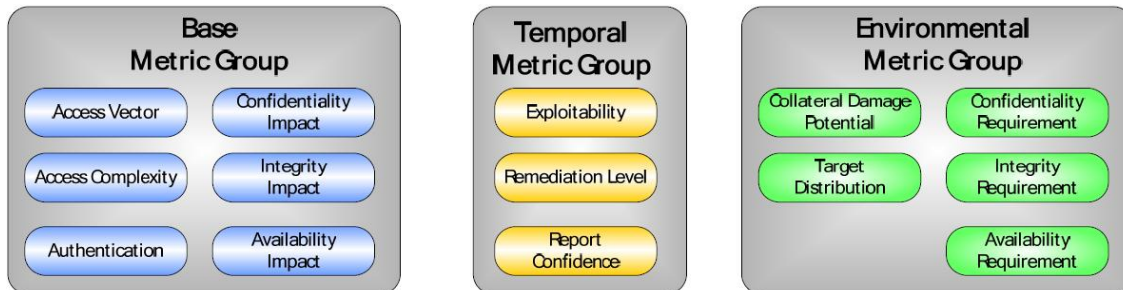 Base
Metric Group
Access Vector
Confidentiality
Impact
Access Complexity
Integrity
Impact
Authentication
Availability
Impact
Temporal
Metric Group
Exploitability
Remediation Level
Report
Confidence
Environmental
Metric Group
Collateral Damage
Potential
Confidentiality
Requirement
Target
Distribution
Integrity
Requirement
Availability
Requirement